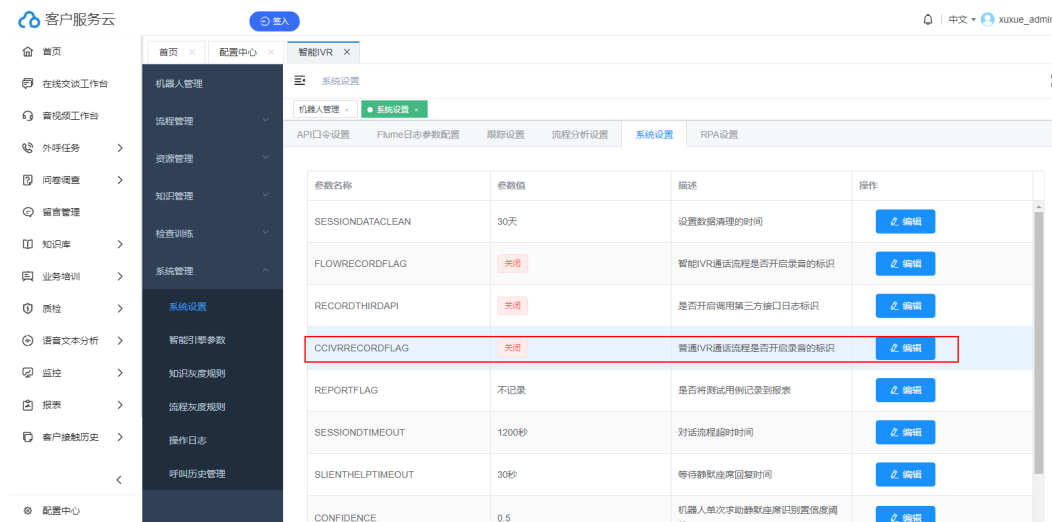 客户服务云
签入
中文
xuxue_admin
首页
在线交谈工作台
音视频工作台
外呼任务
问卷调查
留言管理
知识库
业务培训
质检
语音文本分析
监控
报表
客户接触历史
配置中心
首页 ×
配置中心 ×
智能IVR ×
机器人管理
流程管理
资源管理
知识管理
检查训练
系统管理
系统设置
智能引擎参数
知识灰度规则
流程灰度规则
操作日志
呼叫历史管理
系统设置
机器人管理 ×
系统设置 ×
API口令设置 Flume日志参数配置 跟踪设置 流程分析设置 系统设置 RPA设置
参数名称 参数值 描述 操作
SESSIONDATACLEAN 30天 设置数据清理的时间 编辑
FLOWRECORDFLAG 关闭 智能IVR通话流程是否开启录音的标识 编辑
RECORDTHIRDAPI 关闭 是否开启调用第三方接口日志标识 编辑
CCIVRRECORDFLAG 关闭 普通IVR通话流程是否开启录音的标识 编辑
REPORTFLAG 不记录 是否将测试用例记录到报表 编辑
SESSIONDTIMEOUT 1200秒 对话流程超时时间 编辑
SLIENTHELPTIMEOUT 30秒 等待静默座席回复时间 编辑
CONFIDENCE 0.5 机器人单次求助静默座席识别置信度阈 编辑